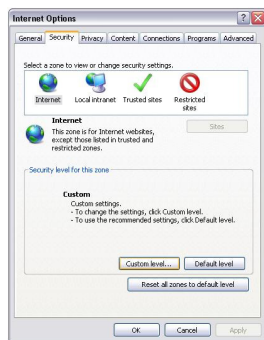 Internet Options
General Security Privacy Content Connections Programs Advanced
Select a zone to view or change security settings.
Internet Local intranet Trusted sites Restricted sites
Internet
Sites
This zone is for Internet websites,
except those listed in trusted and
restricted zones.
Security level for this zone
Custom
Custom settings.
- To change the settings, click Custom level.
- To use the recommended settings, click Default level.
Custom level... Default level
Reset all zones to default level
OK Cancel Apply